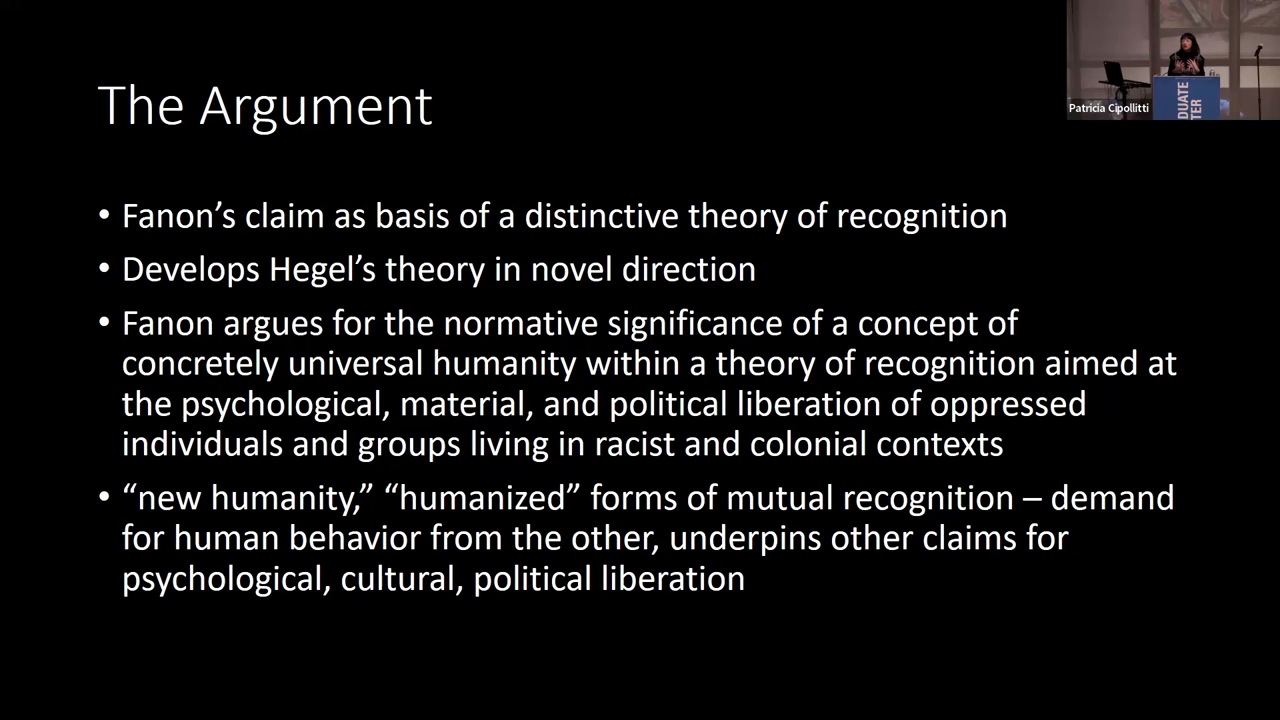 The Argument
Patricia Cipollitti
DUATE
TER
• Fanon’s claim as basis of a distinctive theory of recognition
• Develops Hegel’s theory in novel direction
• Fanon argues for the normative significance of a concept of
concretely universal humanity within a theory of recognition aimed at
the psychological, material, and political liberation of oppressed
individuals and groups living in racist and colonial contexts
• “new humanity,” “humanized” forms of mutual recognition – demand
for human behavior from the other, underpins other claims for
psychological, cultural, political liberation